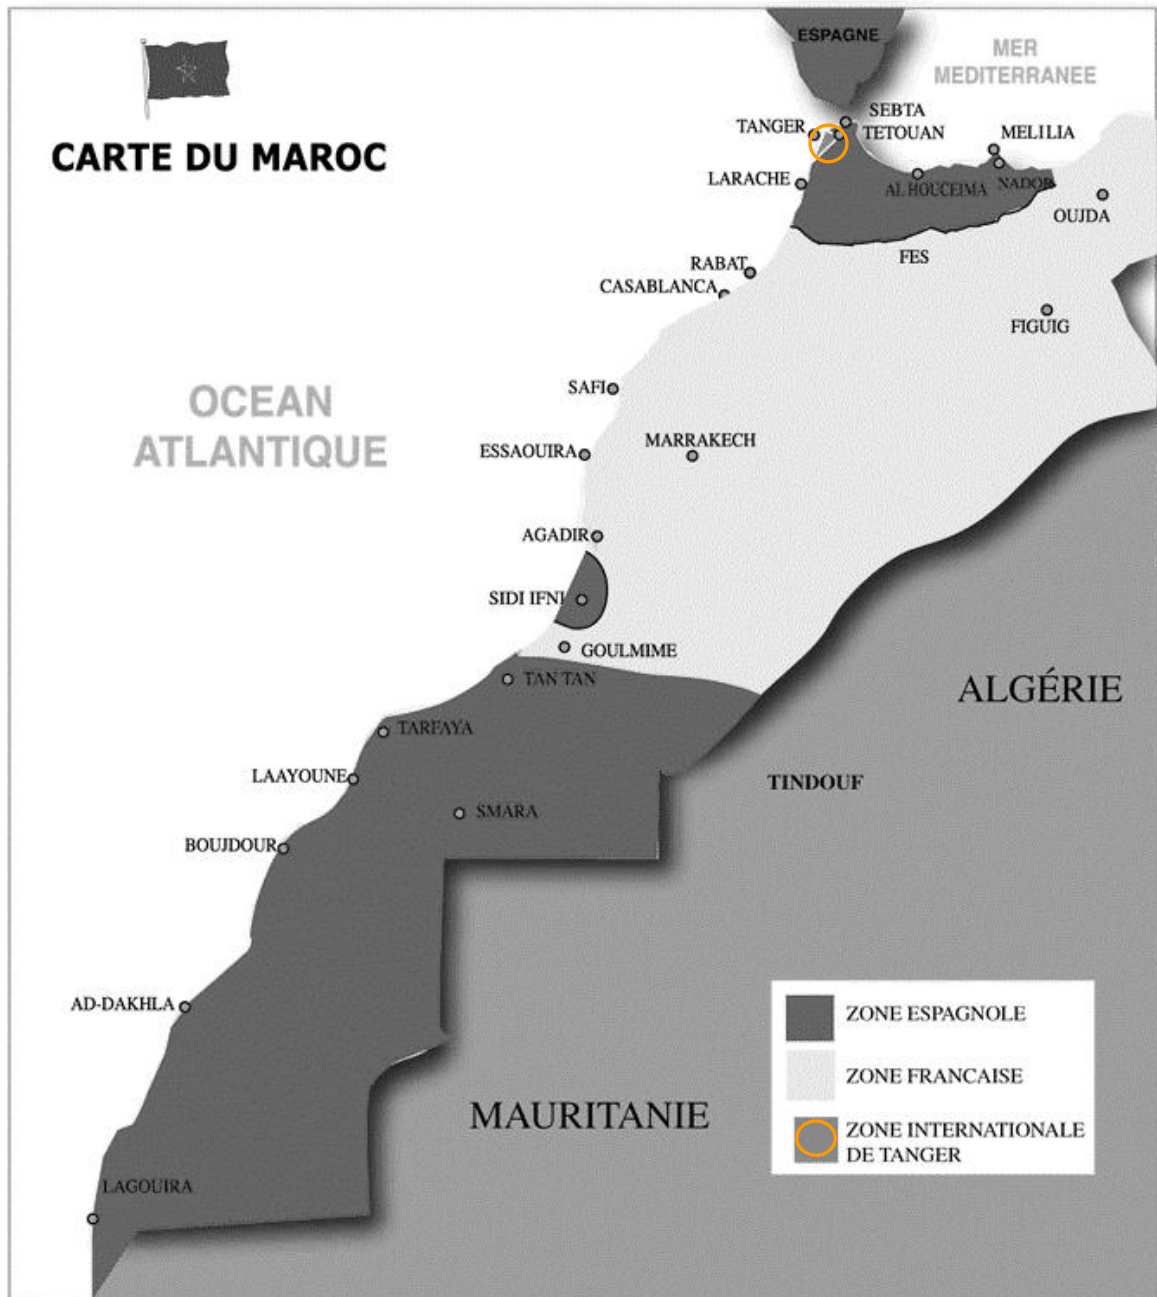 ESPAGNE
MER
MEDITERRANEE
CARTE DU MAROC
SEBTA
TANGER
TETOUAN
MELILIA
LARACHE
AL HOUCEIMA
NADOR
OUJDA
FES
RABAT
CASABLANCA
FIGUIG
OCEAN
ATLANTIQUE
SAFI
ESSAOUIRA
MARRAKECH
AGADIR
SIDI IFNI
GOULMIME
TAN TAN
ALGÉRIE
TARFAYA
LAAYOUNE
TINDOUF
SMARA
BOUJDOUR
AD-DAKHLA
ZONE ESPAGNOLE
ZONE FRANCAISE
MAURITANIE
ZONE INTERNATIONALE
DE TANGER
LAGOUIRA